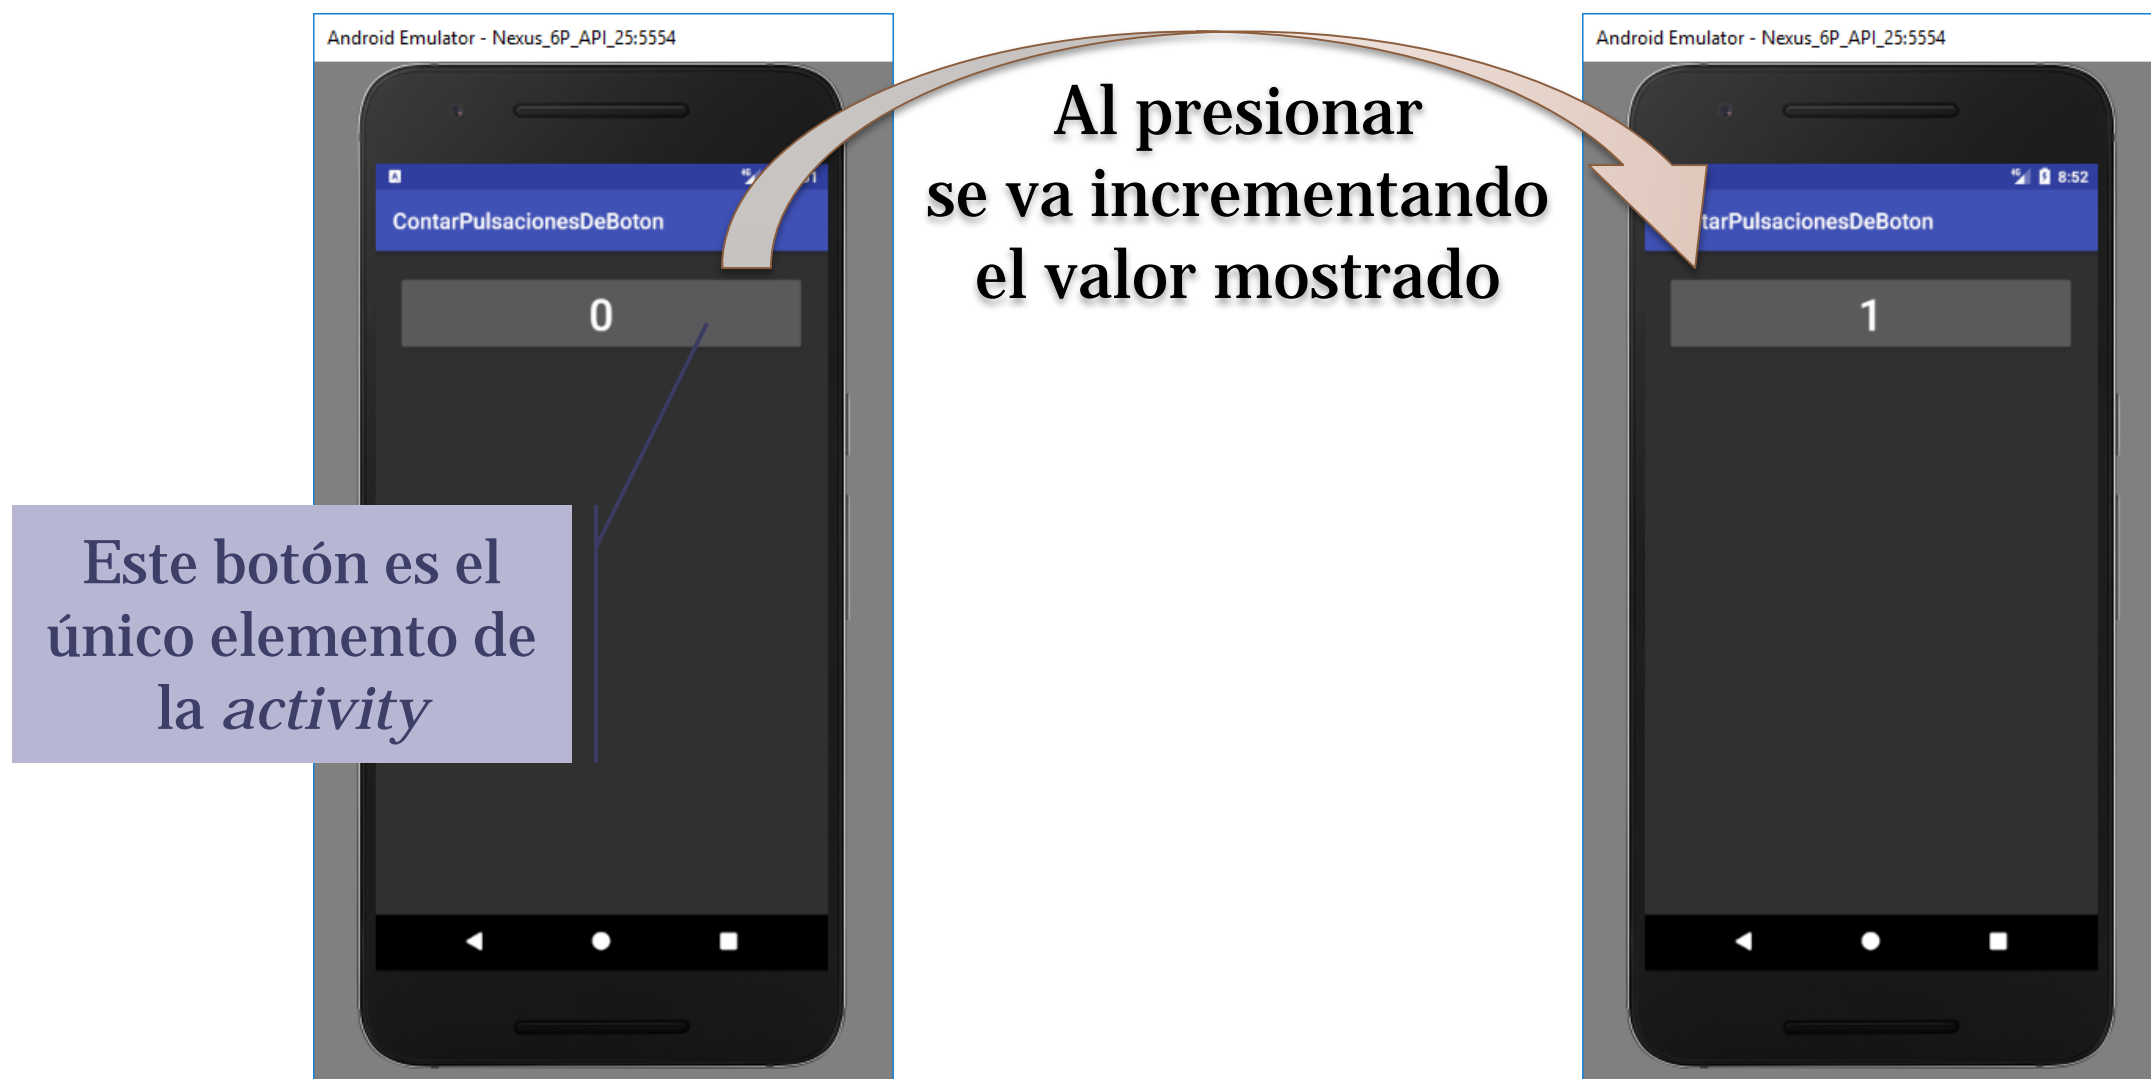 Android Emulator - Nexus_6P_API_25:5554
ContarPulsacionesDeBoton
0
Este botón es el
único elemento de
la activity
Al presionar
se va incrementando
el valor mostrado
Android Emulator - Nexus_6P_API_25:5554
4G 8:52
tarPulsacionesDeBoton
1